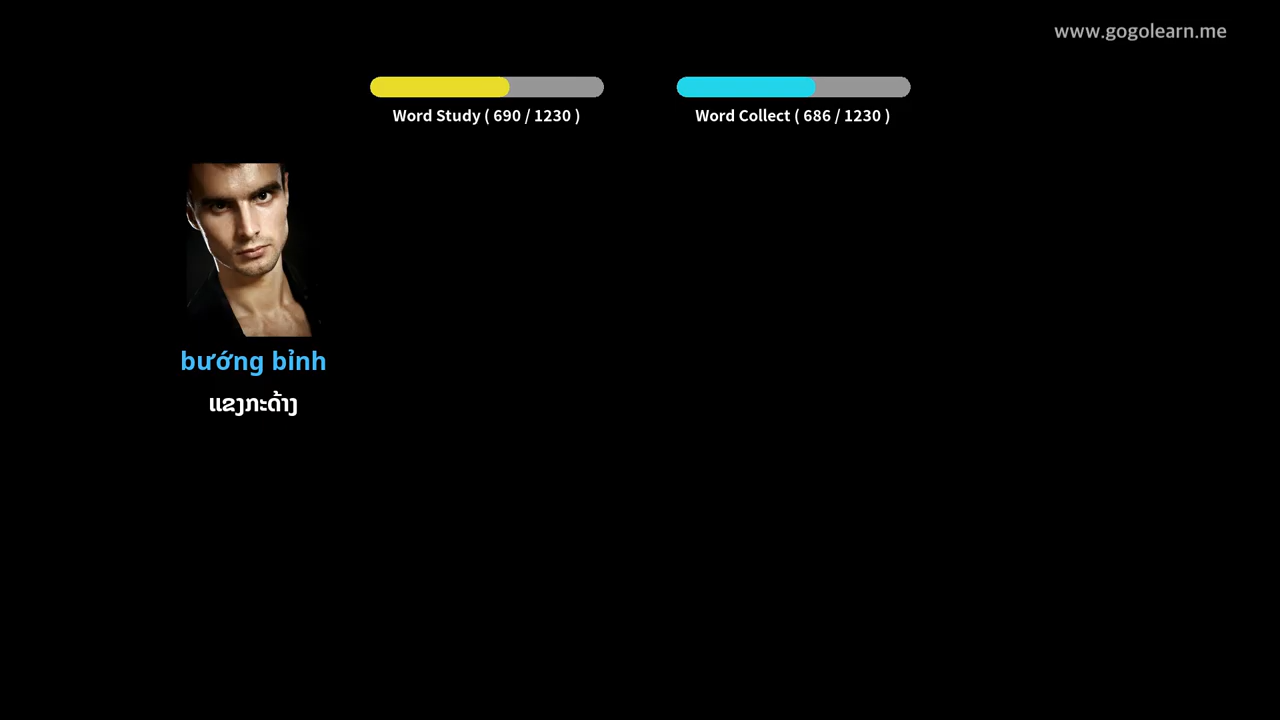 www.gogolearn.me
Word Study ( 690 / 1230 )
Word Collect ( 686 / 1230 )
bướng bỉnh
ແຂງກະດ້າງ